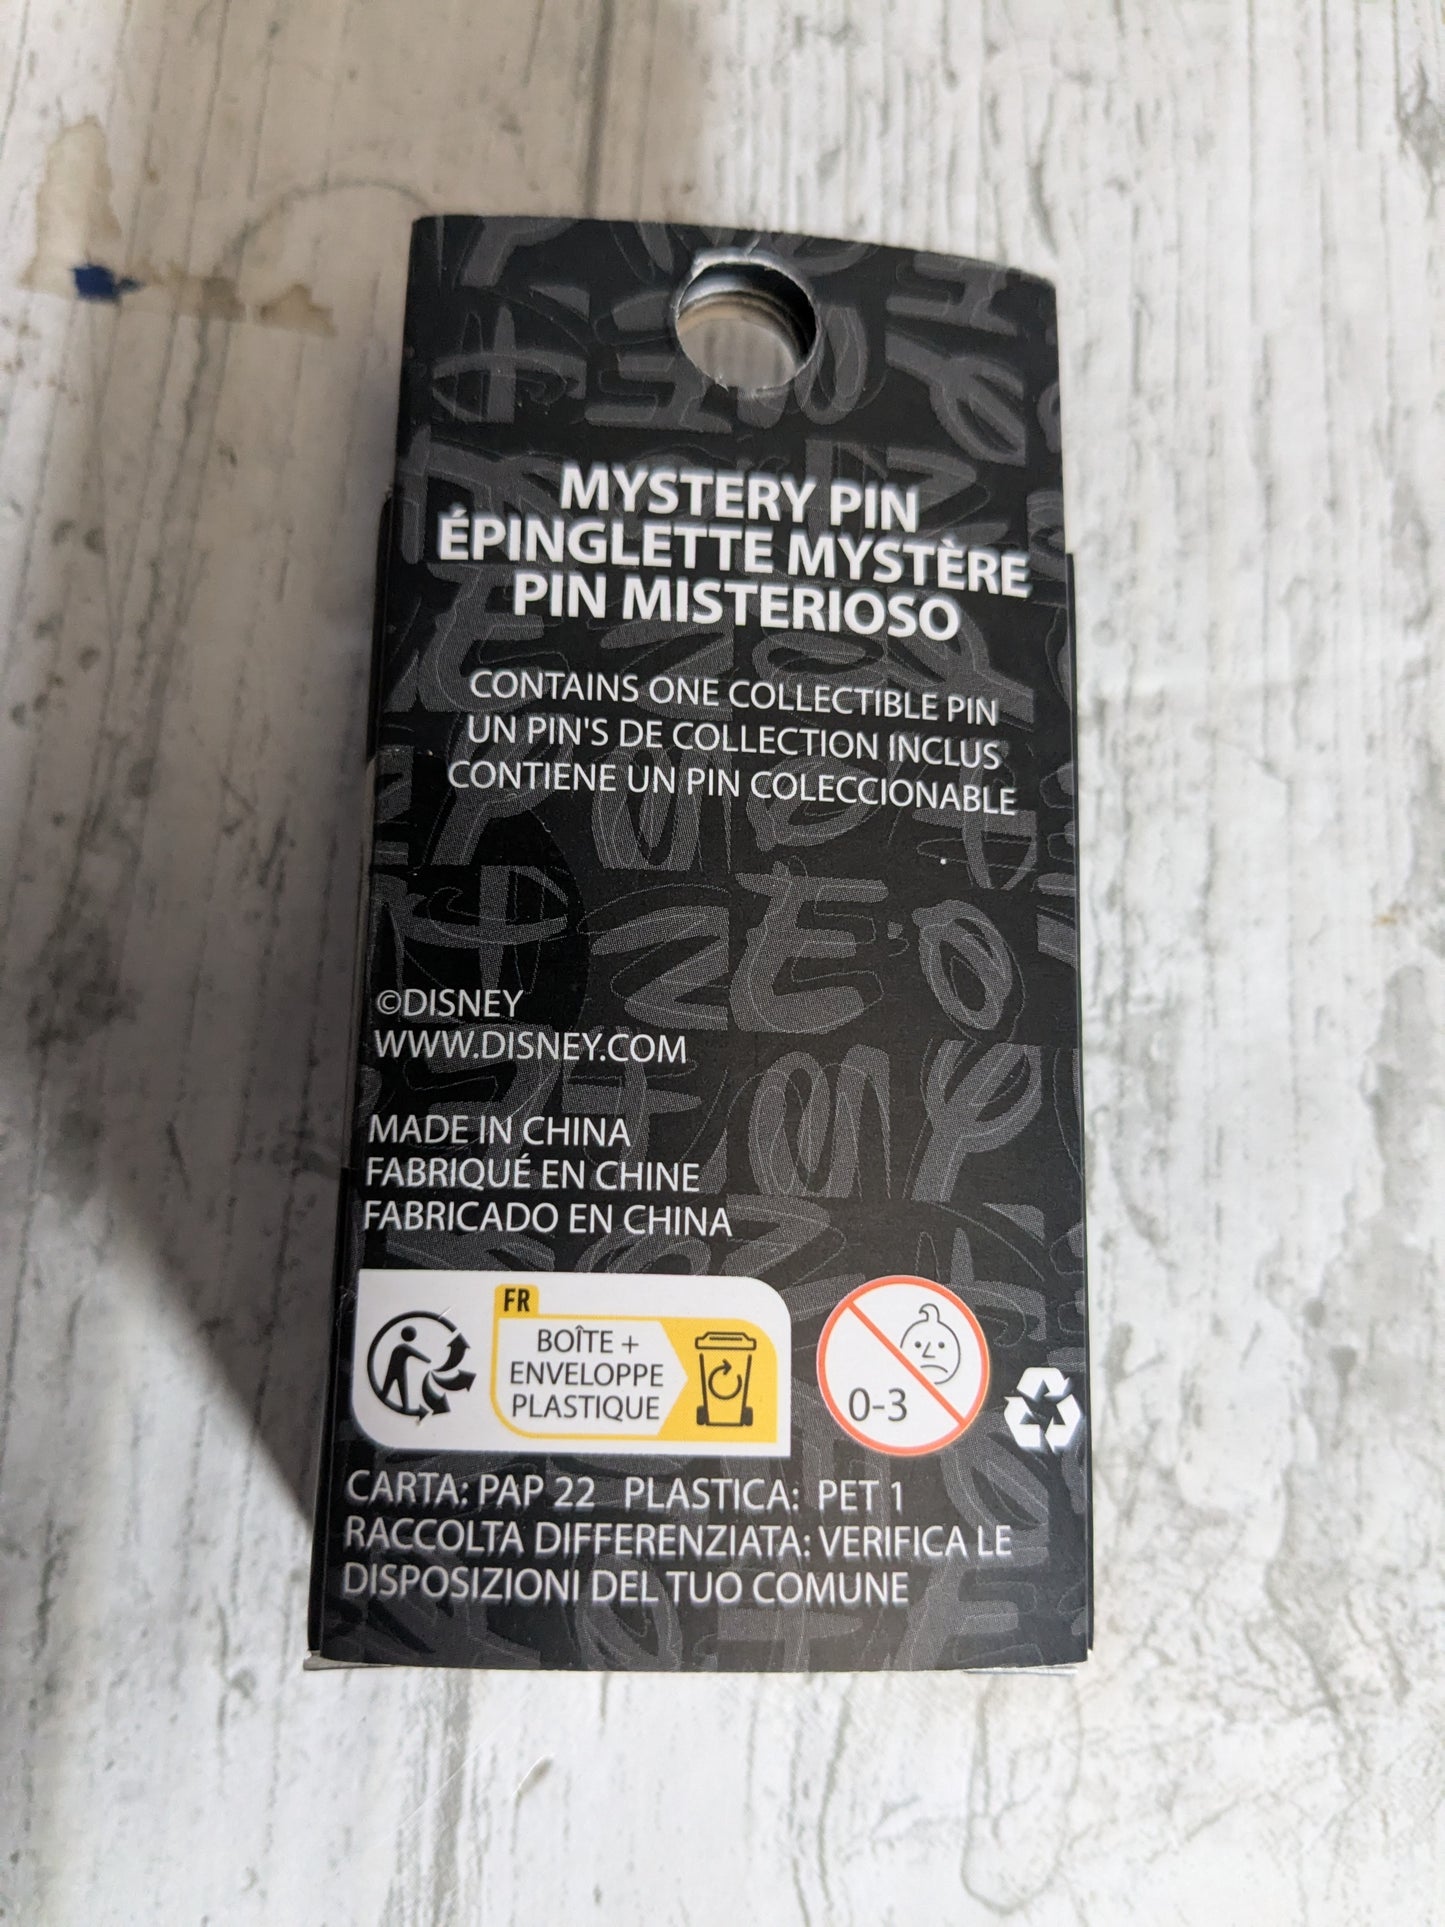 MYSTERY PIN
ÉPINGLETTE MYSTÈRE
PIN MISTERIOSO
CONTAINS ONE COLLECTIBLE PIN
UN PIN'S DE COLLECTION INCLUS
CONTIENE UN PIN COLECCIONABLE
©DISNEY
WWW.DISNEY.COM
MADE IN CHINA
FABRIQUÉ EN CHINE
FABRICADO EN CHINA
FR
BOÎTE +
ENVELOPPE
PLASTIQUE
0-3
CARTA: PAP 22 PLASTICA: PET 1
RACCOLTA DIFFERENZIATA: VERIFICA LE
DISPOSIZIONI DEL TUO COMUNE